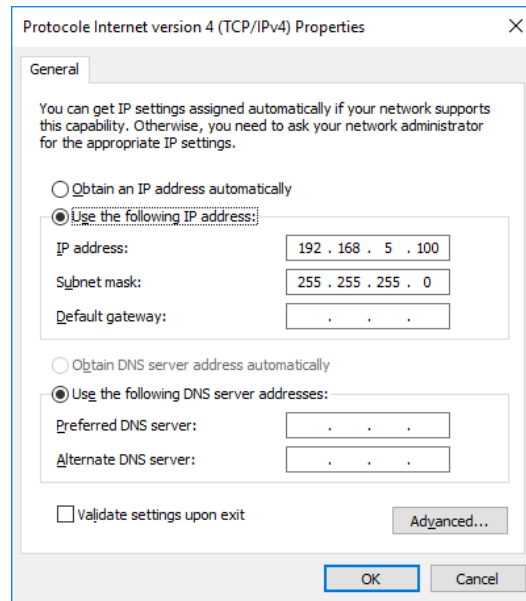 Protocole Internet version 4 (TCP/IPv4) Properties
General
You can get IP settings assigned automatically if your network supports
this capability. Otherwise, you need to ask your network administrator
for the appropriate IP settings.
Obtain an IP address automatically
Use the following IP address:
IP address: 192 . 168 . 5 . 100
Subnet mask: 255 . 255 . 255 . 0
Default gateway: . . .
Obtain DNS server address automatically
Use the following DNS server addresses:
Preferred DNS server: . . .
Alternate DNS server: . . .
Validate settings upon exit
Advanced...
OK Cancel